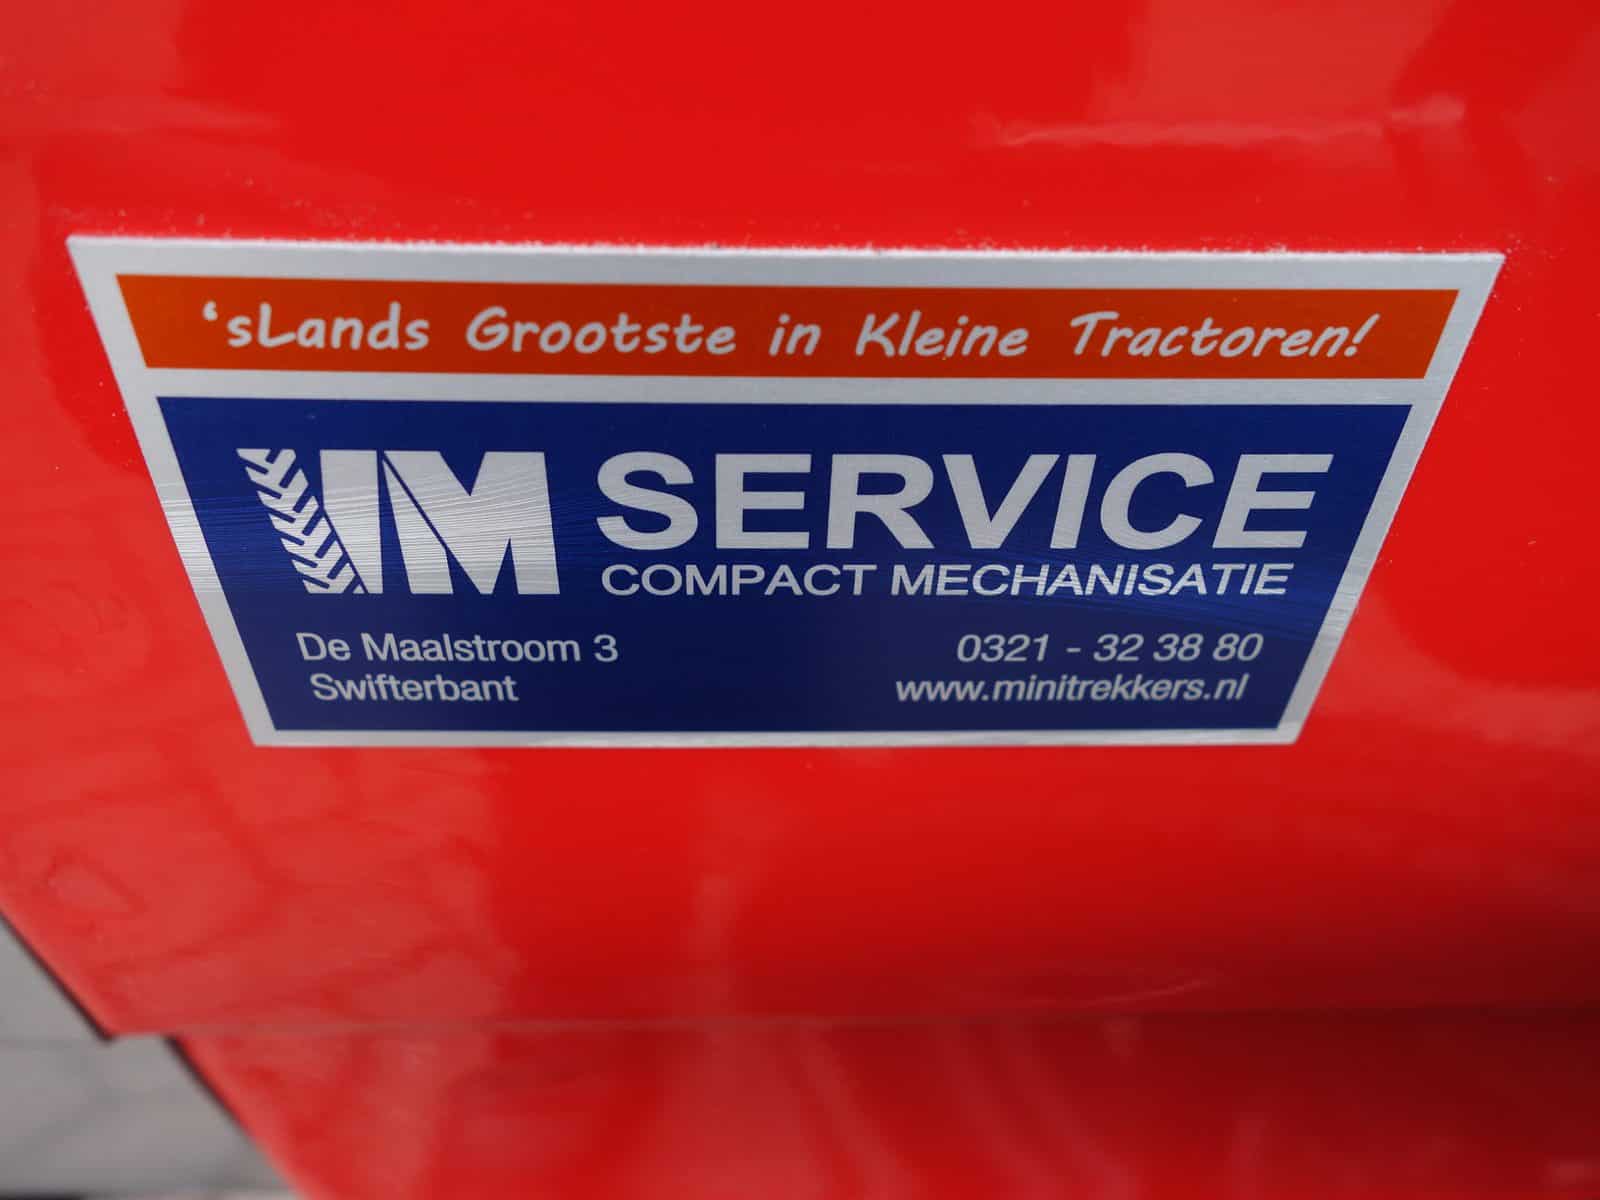 ‘sLands Grootste in Kleine Tractoren!
IM SERVICE
COMPACT MECHANISATIE
De Maalstroom 3
Swifterbant
0321 - 32 38 80
www.minitrekkers.nl